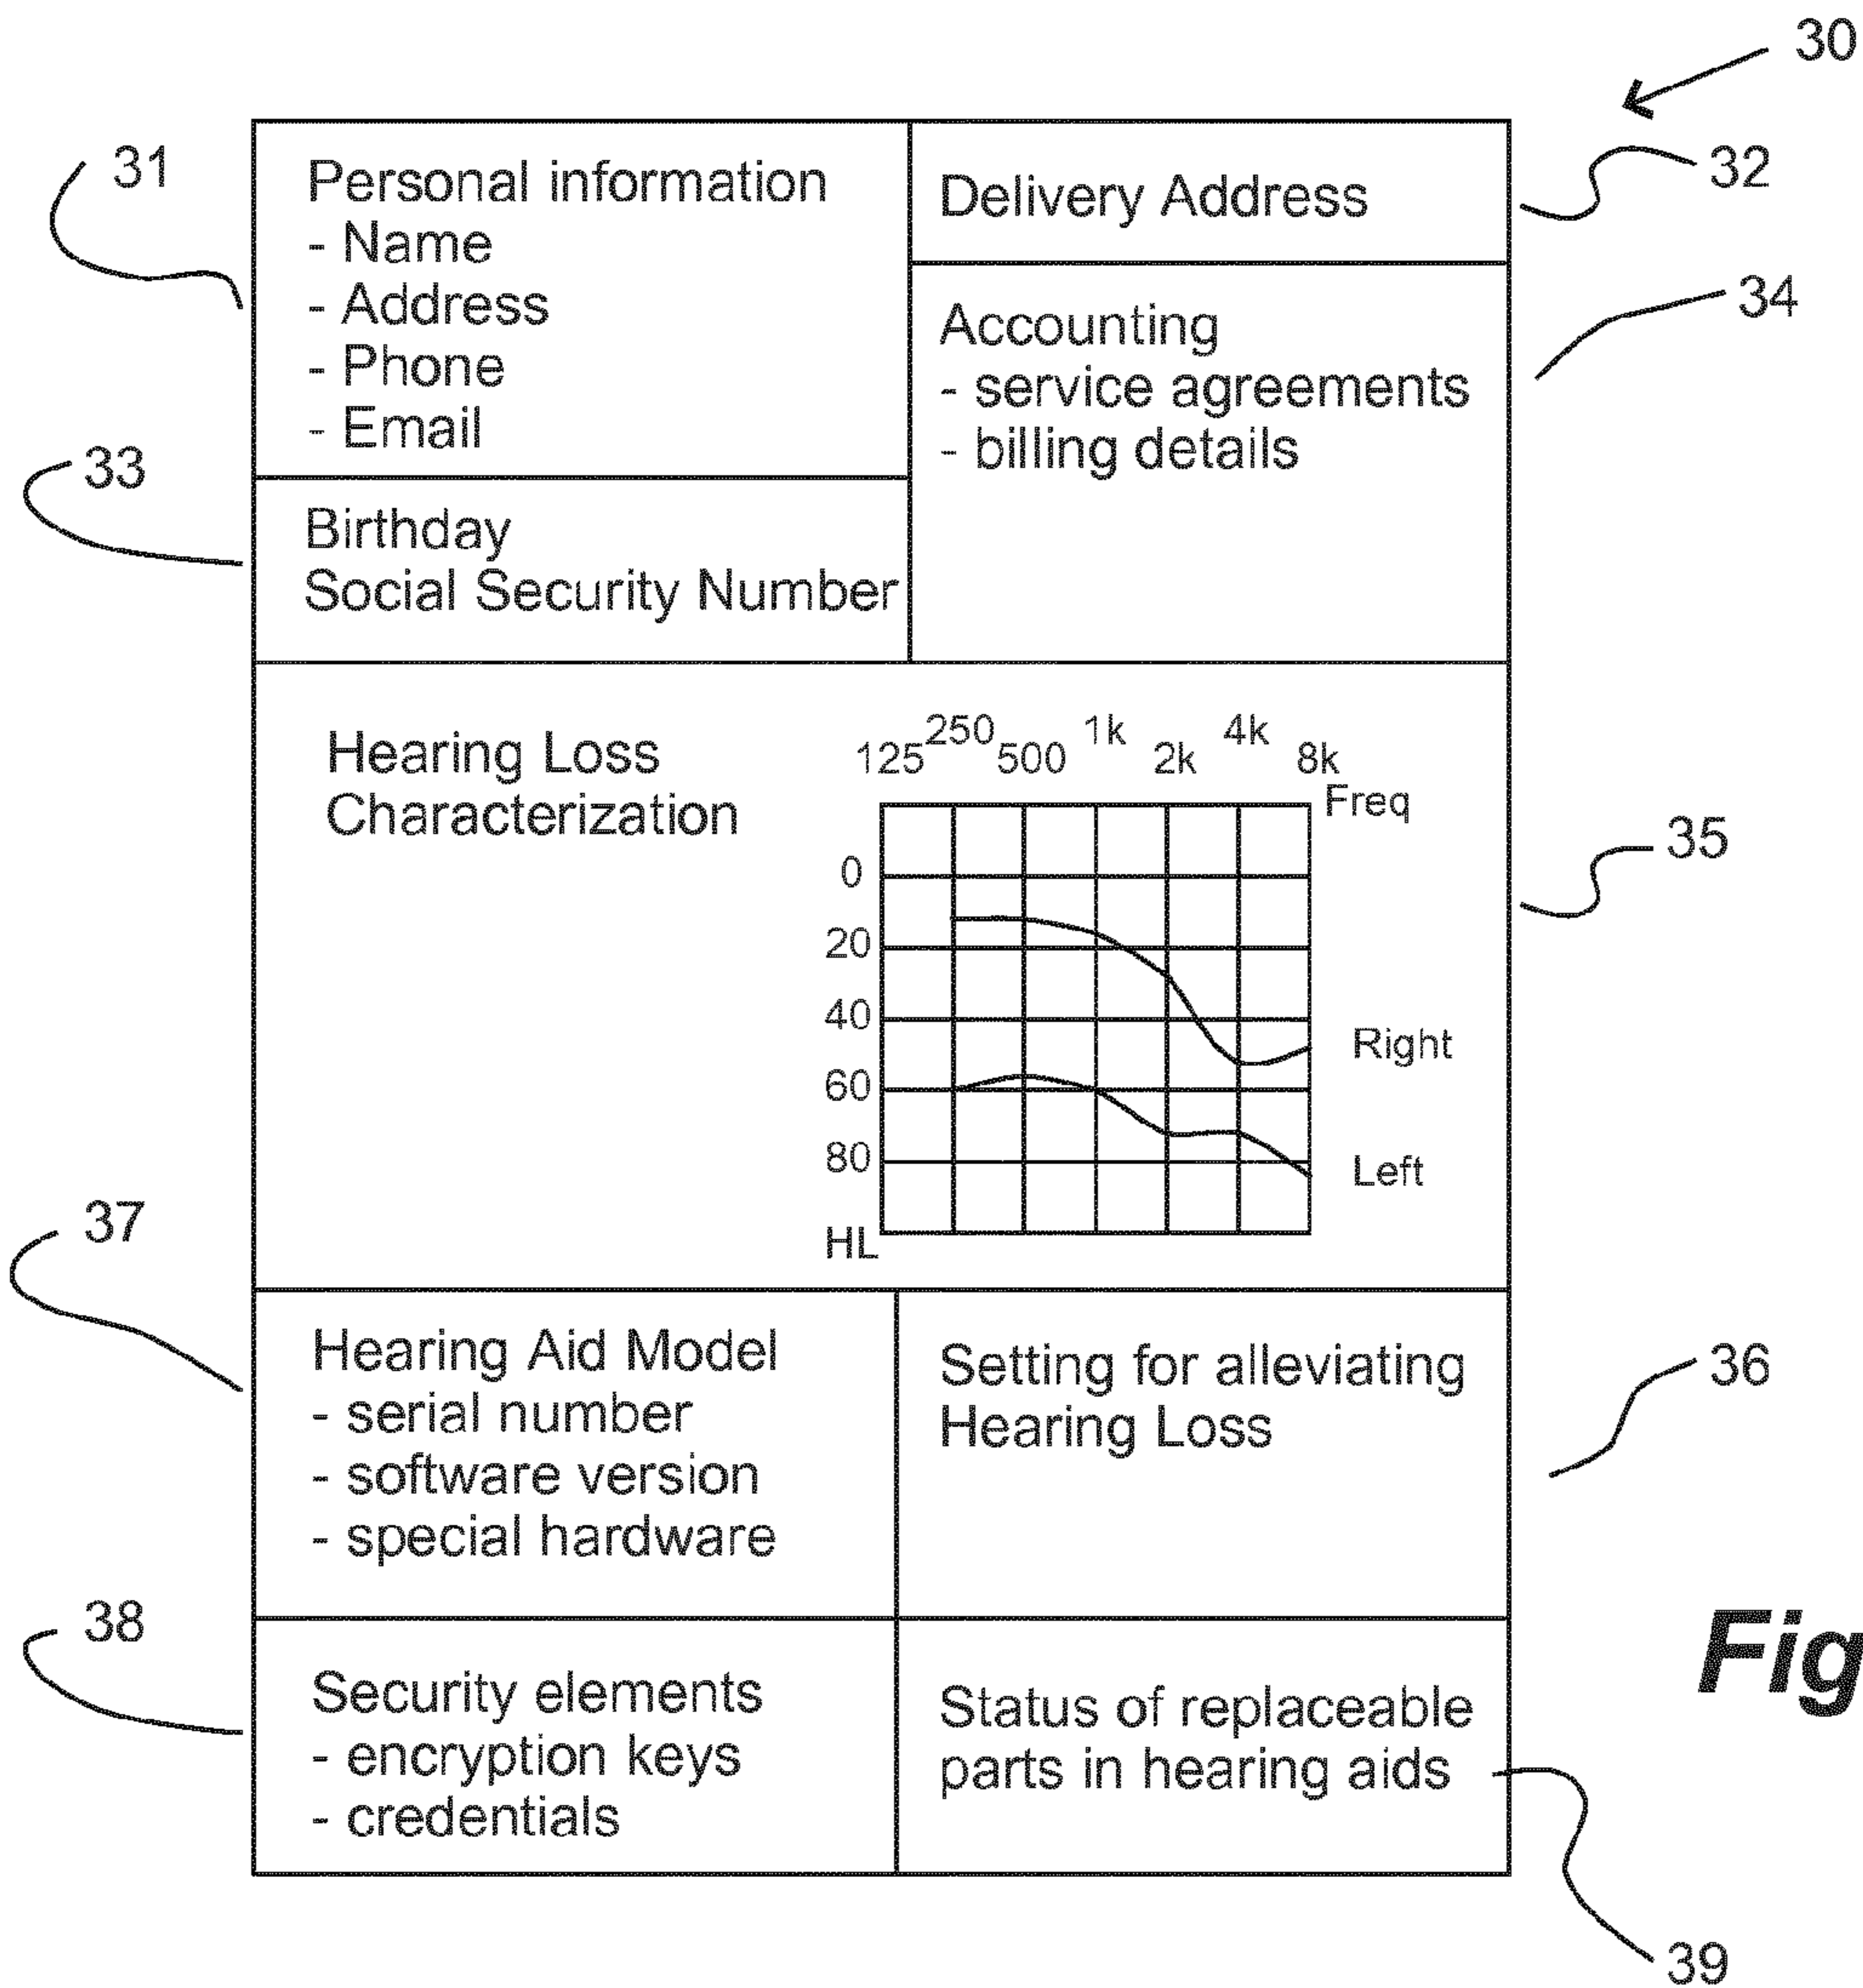 30
31
Personal information
- Name
- Address
- Phone
- Email
Delivery Address
32
Accounting
- service agreements
- billing details
34
33
Birthday
Social Security Number
Hearing Loss
Characterization
125 250 500 1k 2k 4k 8k
Freq
0
20
40
60
80
HL
Right
Left
35
37
Hearing Aid Model
- serial number
- software version
- special hardware
Setting for alleviating
Hearing Loss
36
38
Security elements
- encryption keys
- credentials
Status of replaceable
parts in hearing aids
39
Fig